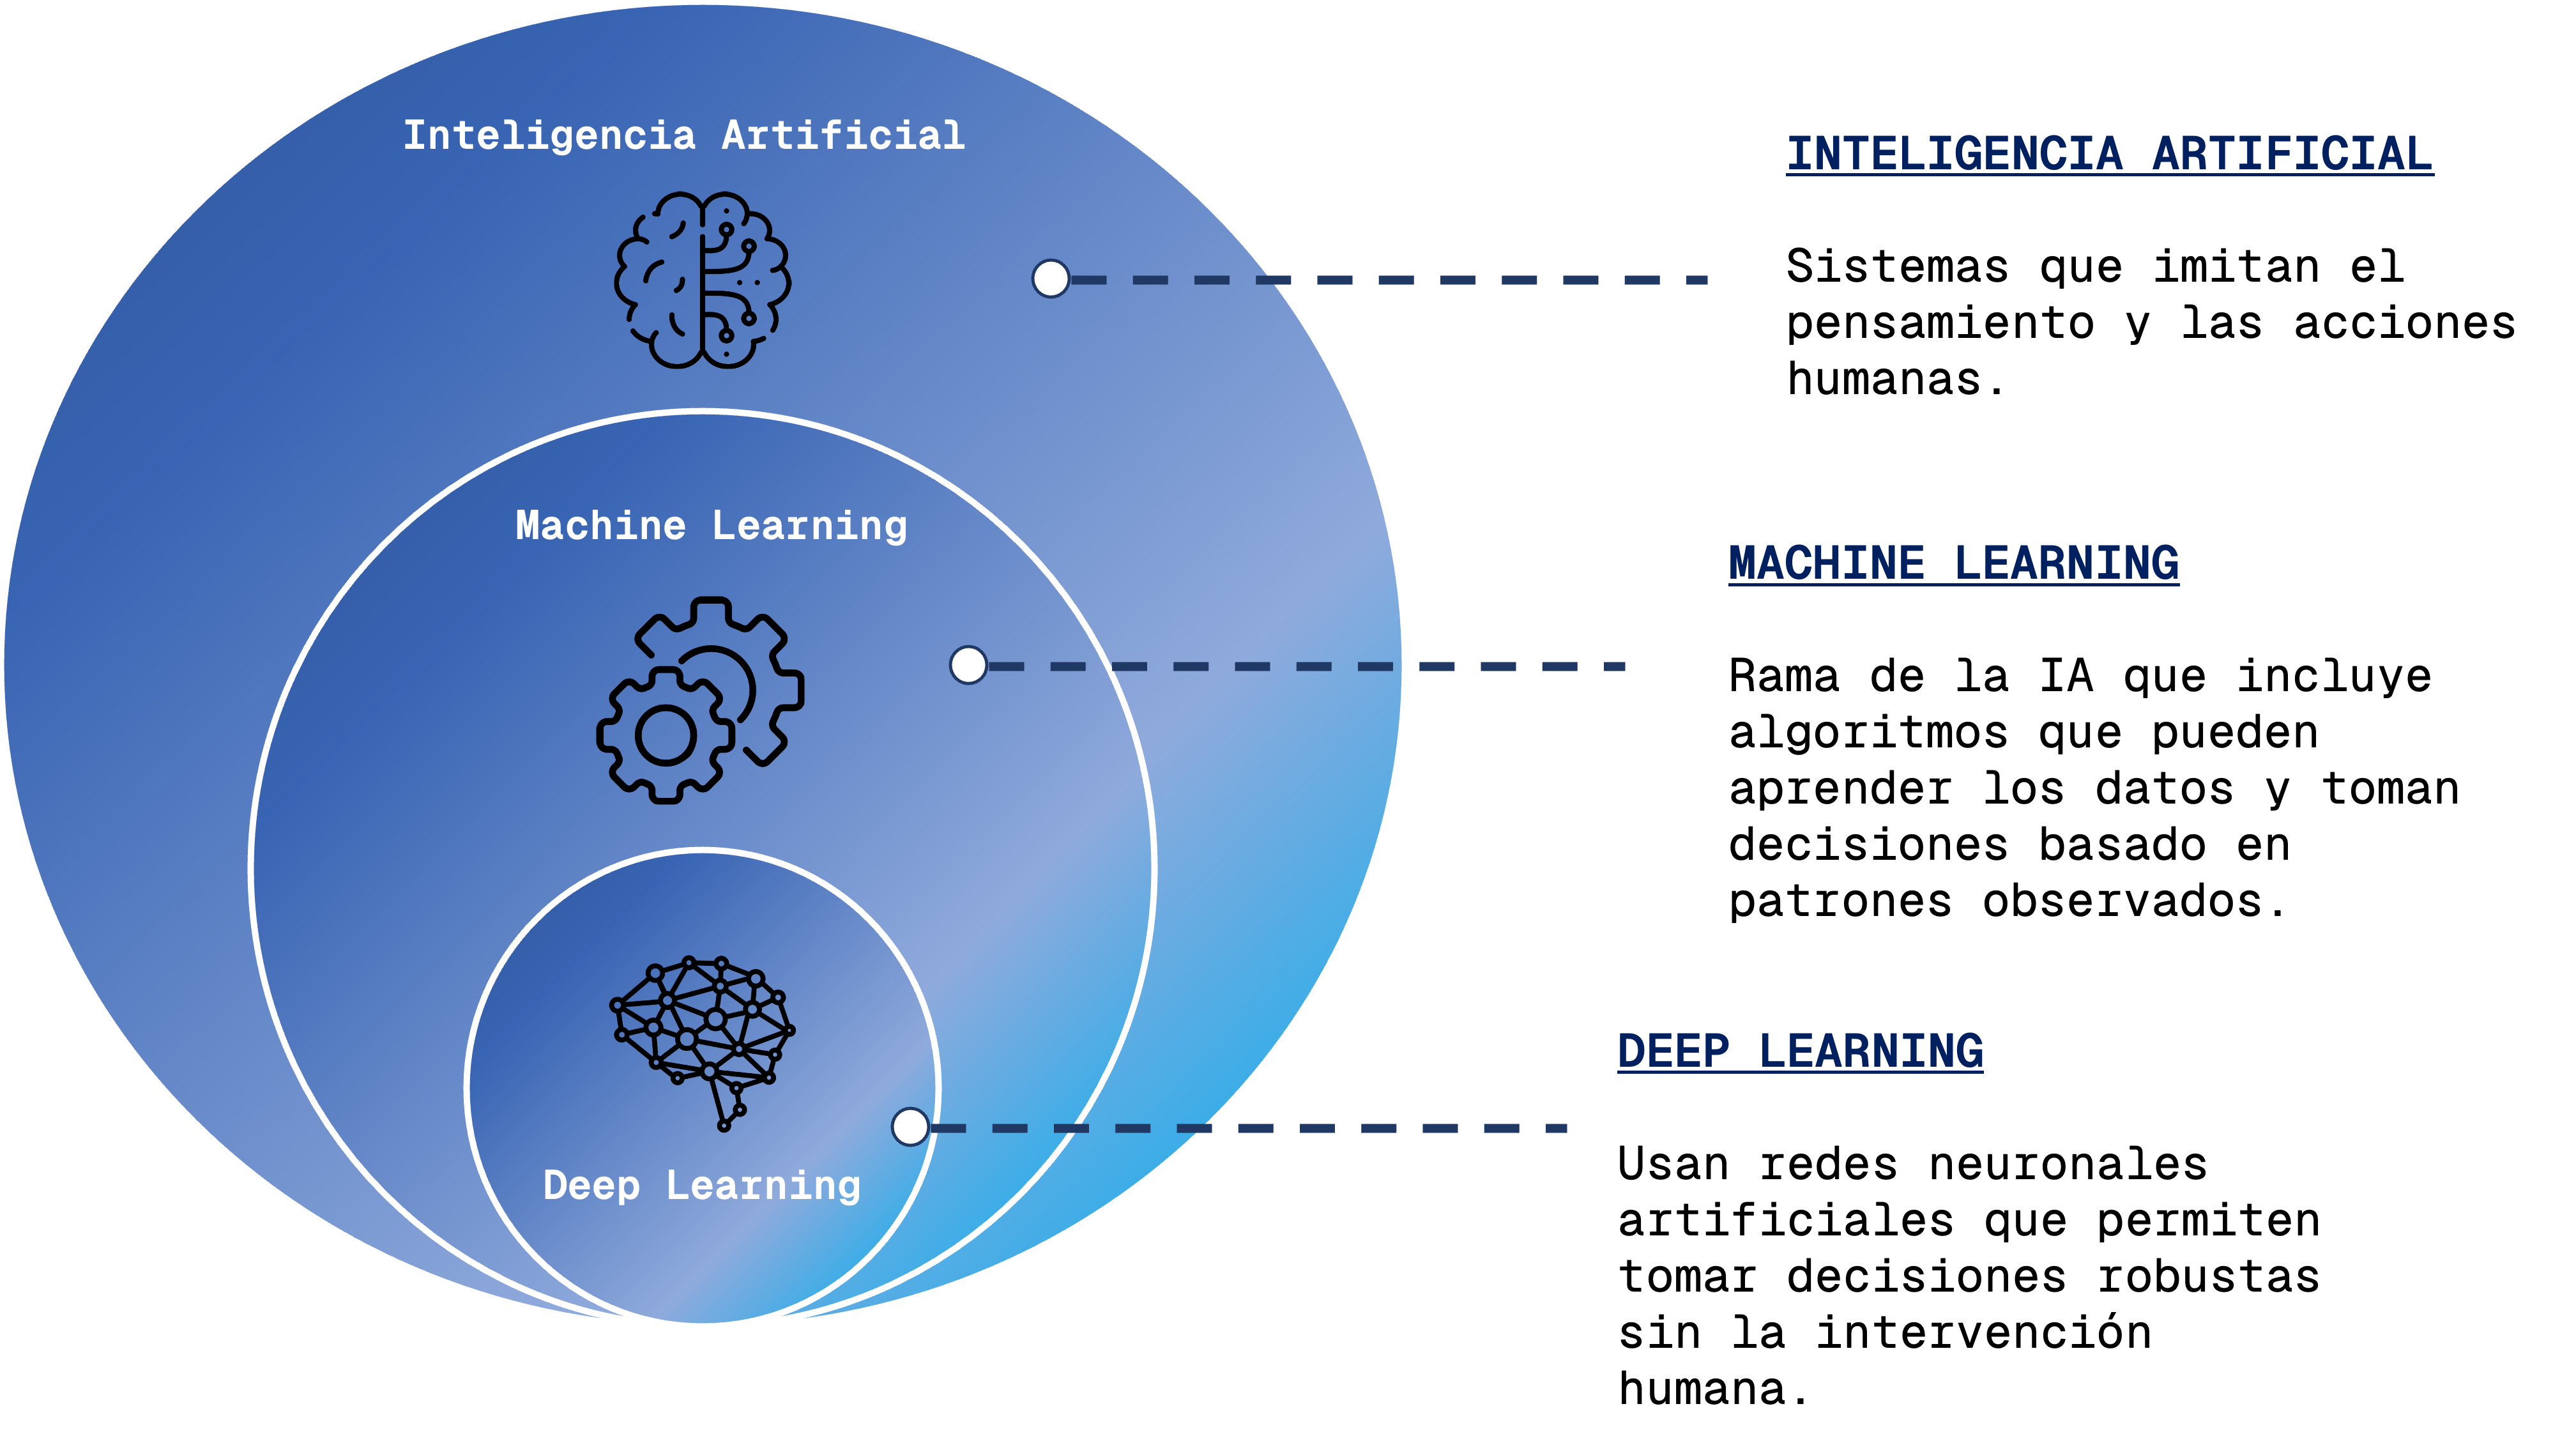 Inteligencia Artificial
Machine Learning
Deep Learning
INTELIGENCIA ARTIFICIAL
Sistemas que imitan el
pensamiento y las acciones
humanas.
MACHINE LEARNING
Rama de la IA que incluye
algoritmos que pueden
aprender los datos y toman
decisiones basado en
patrones observados.
DEEP LEARNING
Usan redes neuronales
artificiales que permiten
tomar decisiones robustas
sin la intervención
humana.